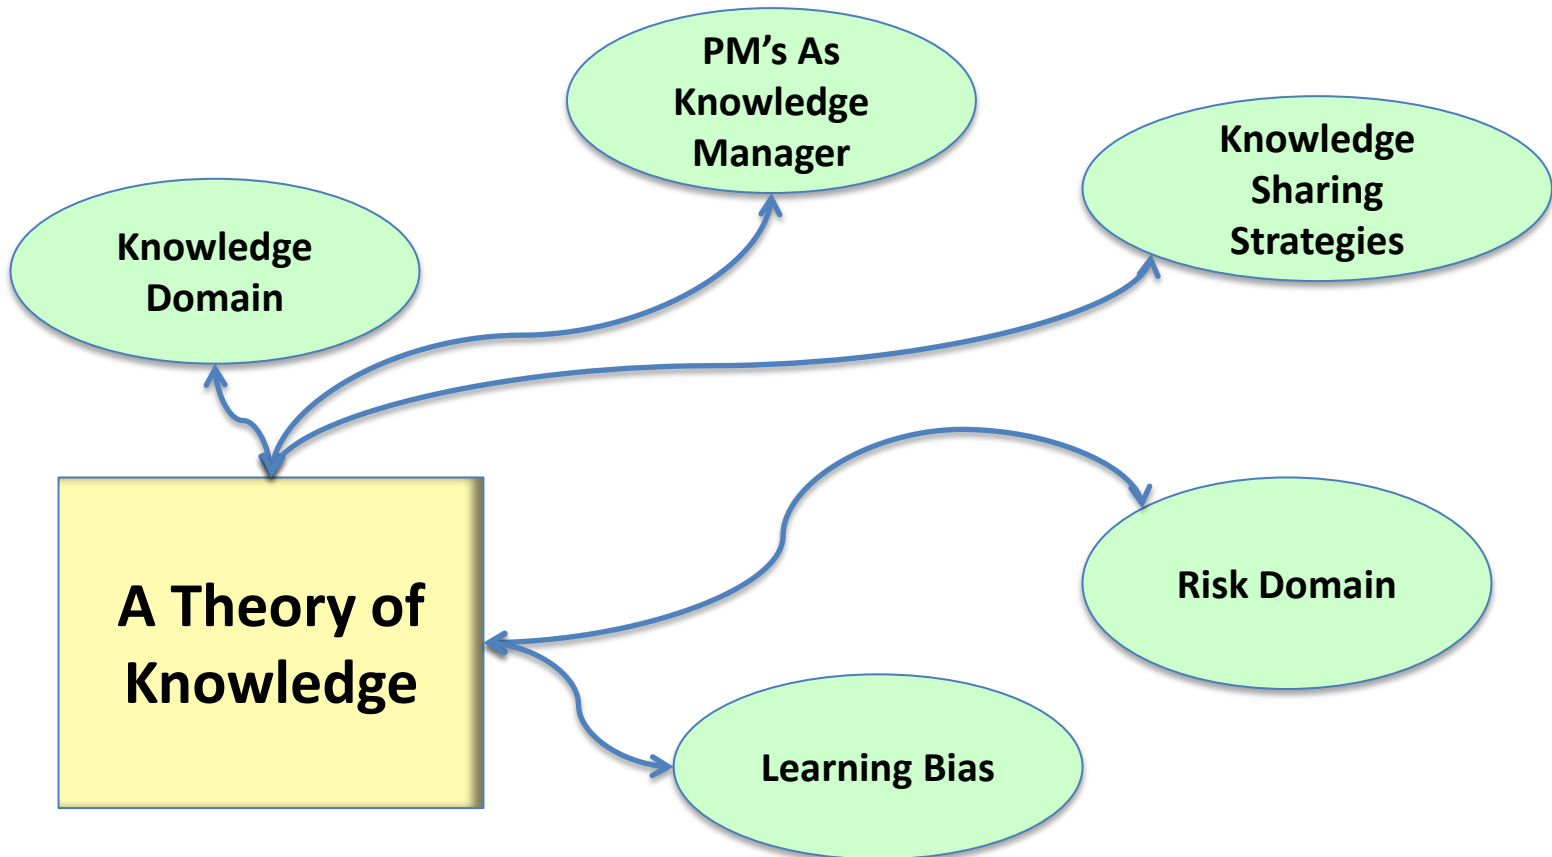 PM’s As
Knowledge
Manager
Knowledge
Sharing
Strategies
Knowledge
Domain
A Theory of
Knowledge
Risk Domain
Learning Bias